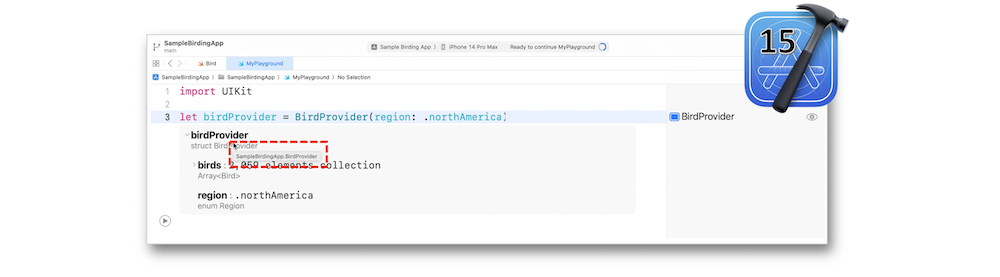 SampleBirdingApp
main
Sample Birding App 〉 iPhone 14 Pro Max Ready to continue MyPlayground
15
Bird MyPlayground
SampleBirdingApp 〉 SampleBirdingApp 〉 MyPlayground 〉 No Selection
1 import UIKit
2
3 let birdProvider = BirdProvider(region: .northAmerica)
BirdProvider
birdProvider
struct BirdProvider
SampleBirdingApp.BirdProvider
birds: 2,059 elements collection
Array<Bird>
region: .northAmerica
enum Region